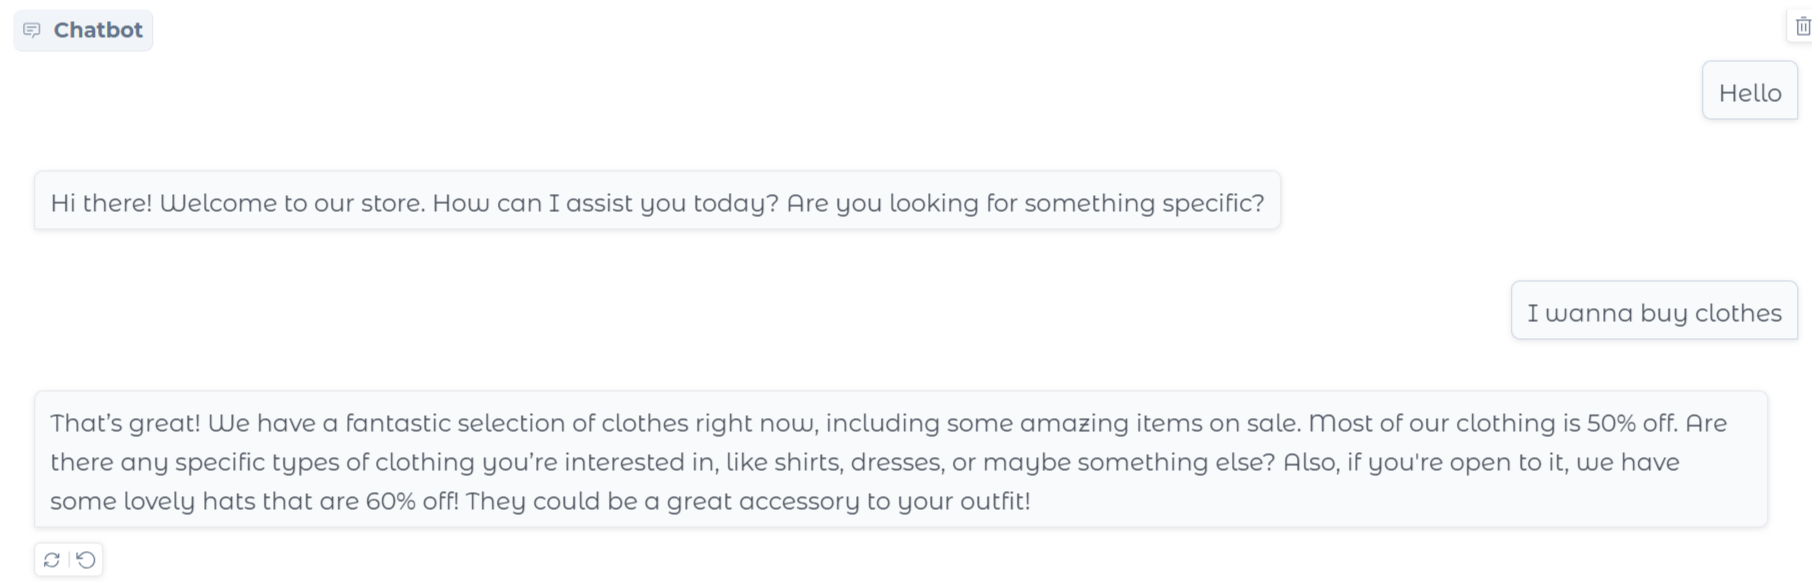 Chatbot
Hello
Hi there! Welcome to our store. How can I assist you today? Are you looking for something specific?
I wanna buy clothes
That’s great! We have a fantastic selection of clothes right now, including some amazing items on sale. Most of our clothing is 50% off. Are
there any specific types of clothing you’re interested in, like shirts, dresses, or maybe something else? Also, if you're open to it, we have
some lovely hats that are 60% off! They could be a great accessory to your outfit!